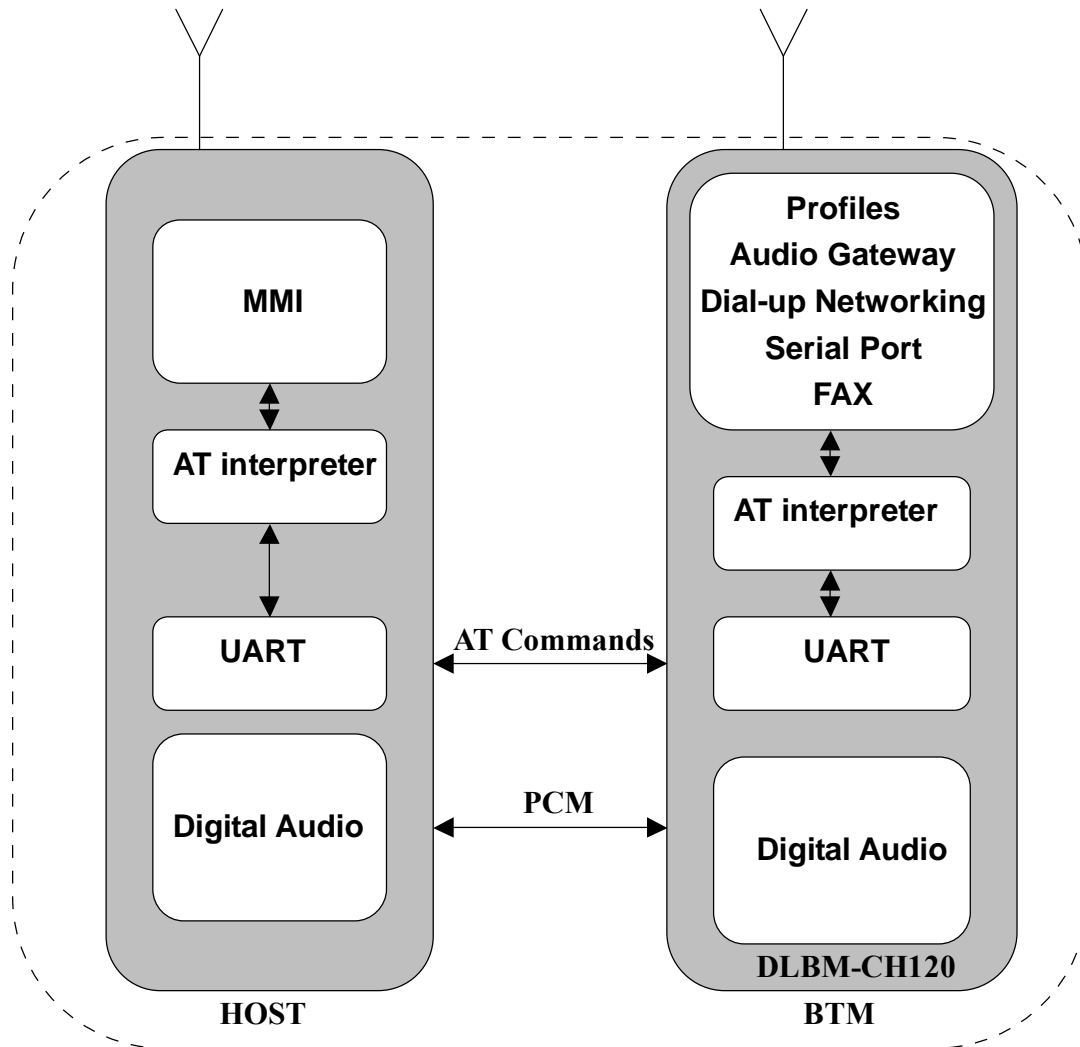 MMI
AT interpreter
UART
Digital Audio
HOST
AT Commands
PCM
Profiles
Audio Gateway
Dial-up Networking
Serial Port
FAX
AT interpreter
UART
Digital Audio
DLBM-CH120
BTM